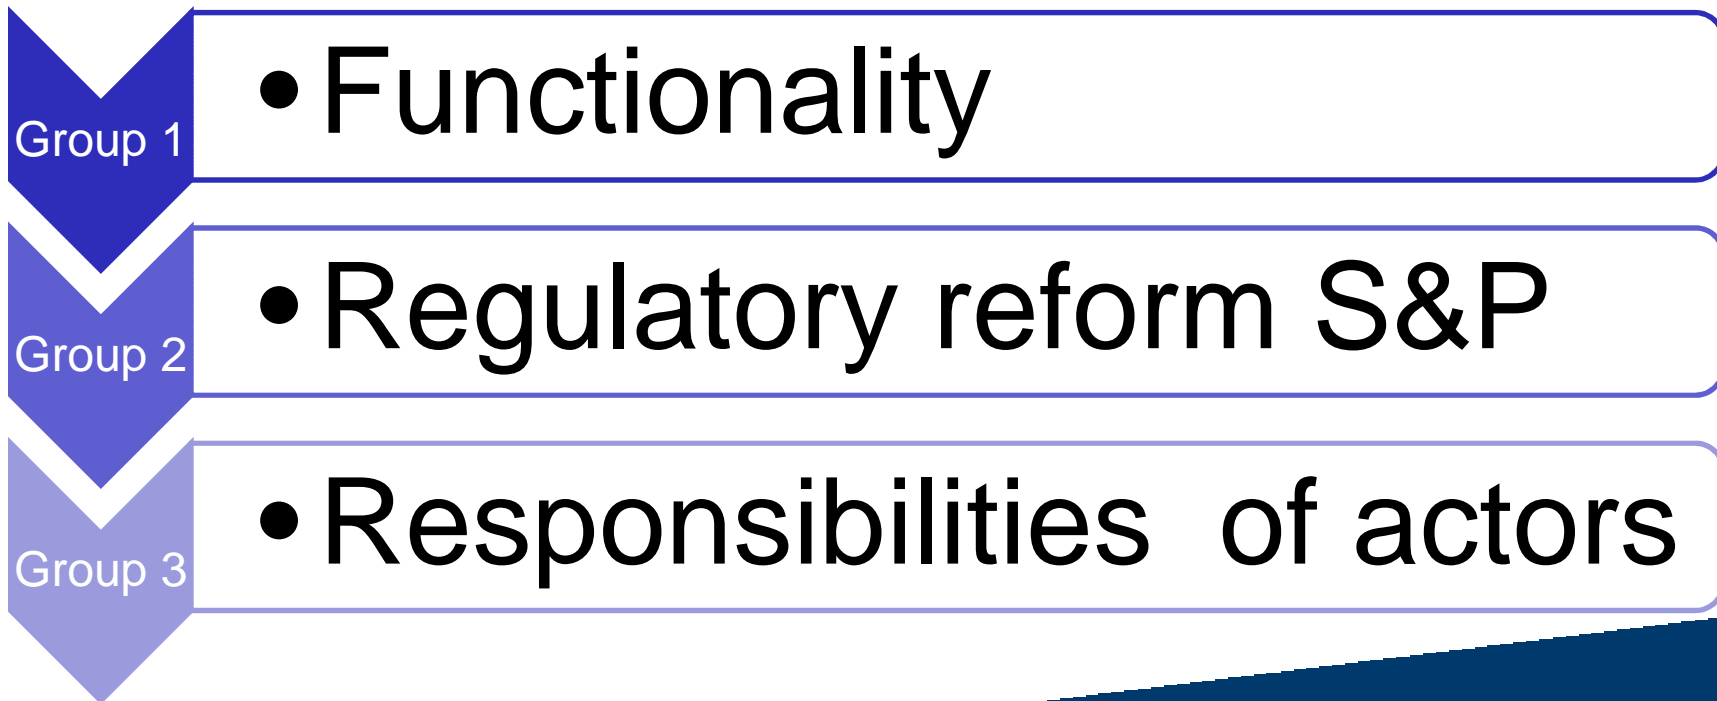 Group 1
• Functionality
Group 2
• Regulatory reform S&P
Group 3
• Responsibilities  of actors